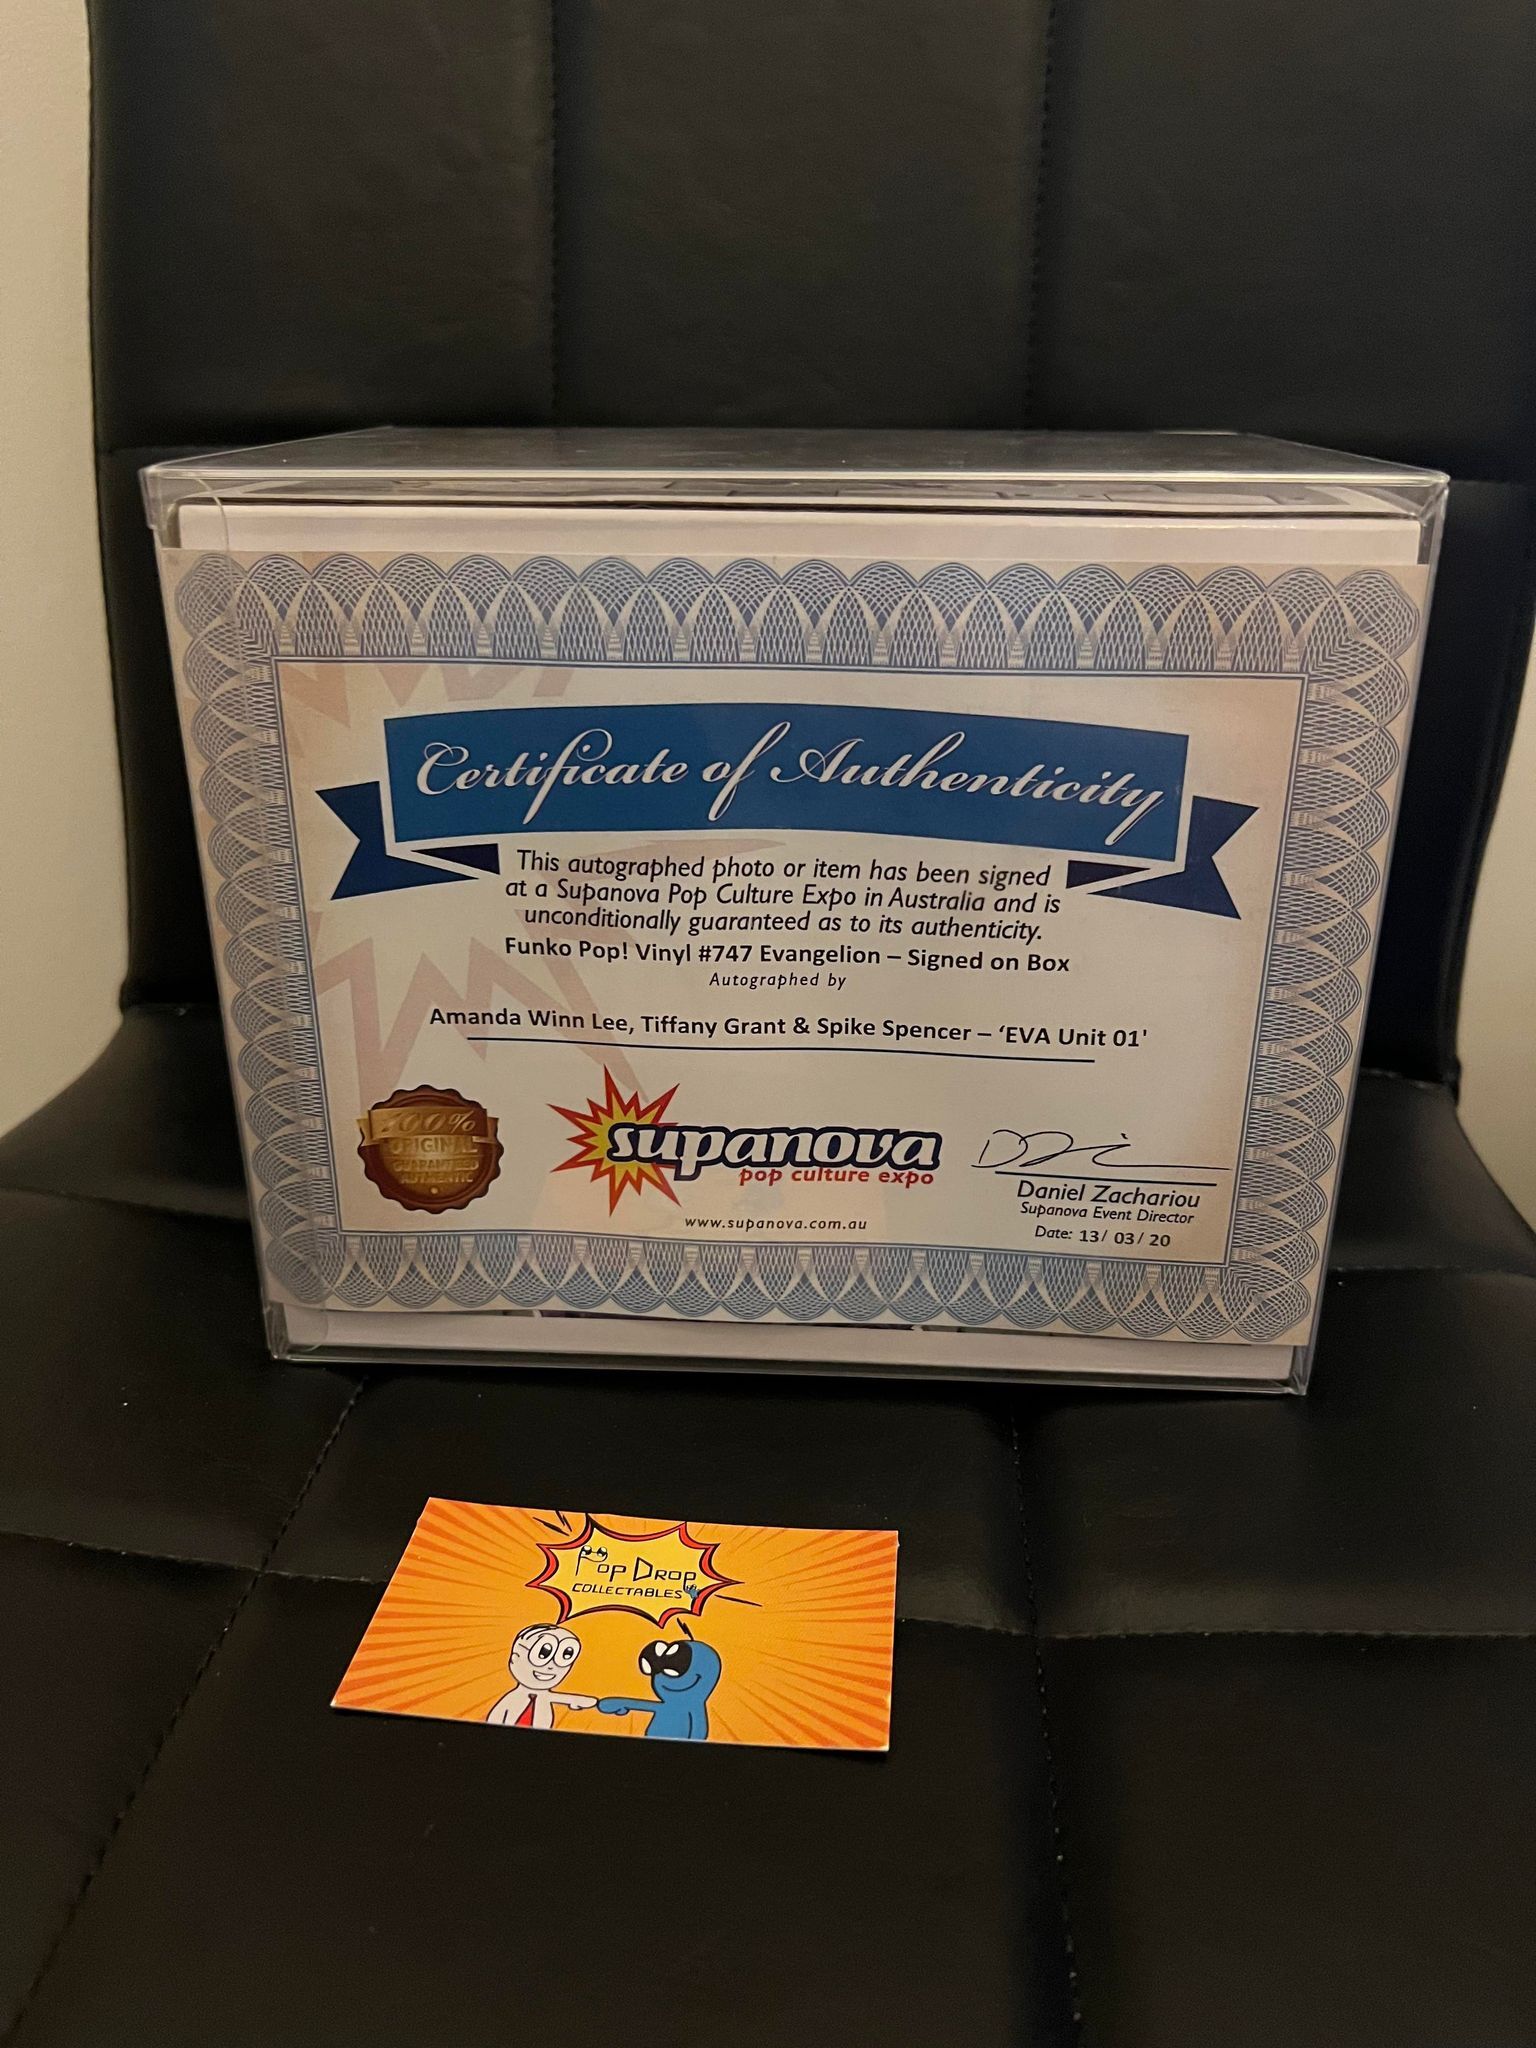 Certificate of Authenticity
This autographed photo or item has been signed
at a Supanova Pop Culture Expo in Australia and is
unconditionally guaranteed as to its authenticity.
Funko Pop! Vinyl #747 Evangelion – Signed on Box
Autographed by
Amanda Winn Lee, Tiffany Grant & Spike Spencer – ‘EVA Unit 01'
100%
ORIGINAL
GUARANTEED
AUTHENTIC
supanova
pop culture expo
www.supanova.com.au
Daniel Zachariou
Supanova Event Director
Date: 13/ 03/ 20
Pop Drop
COLLECTABLES